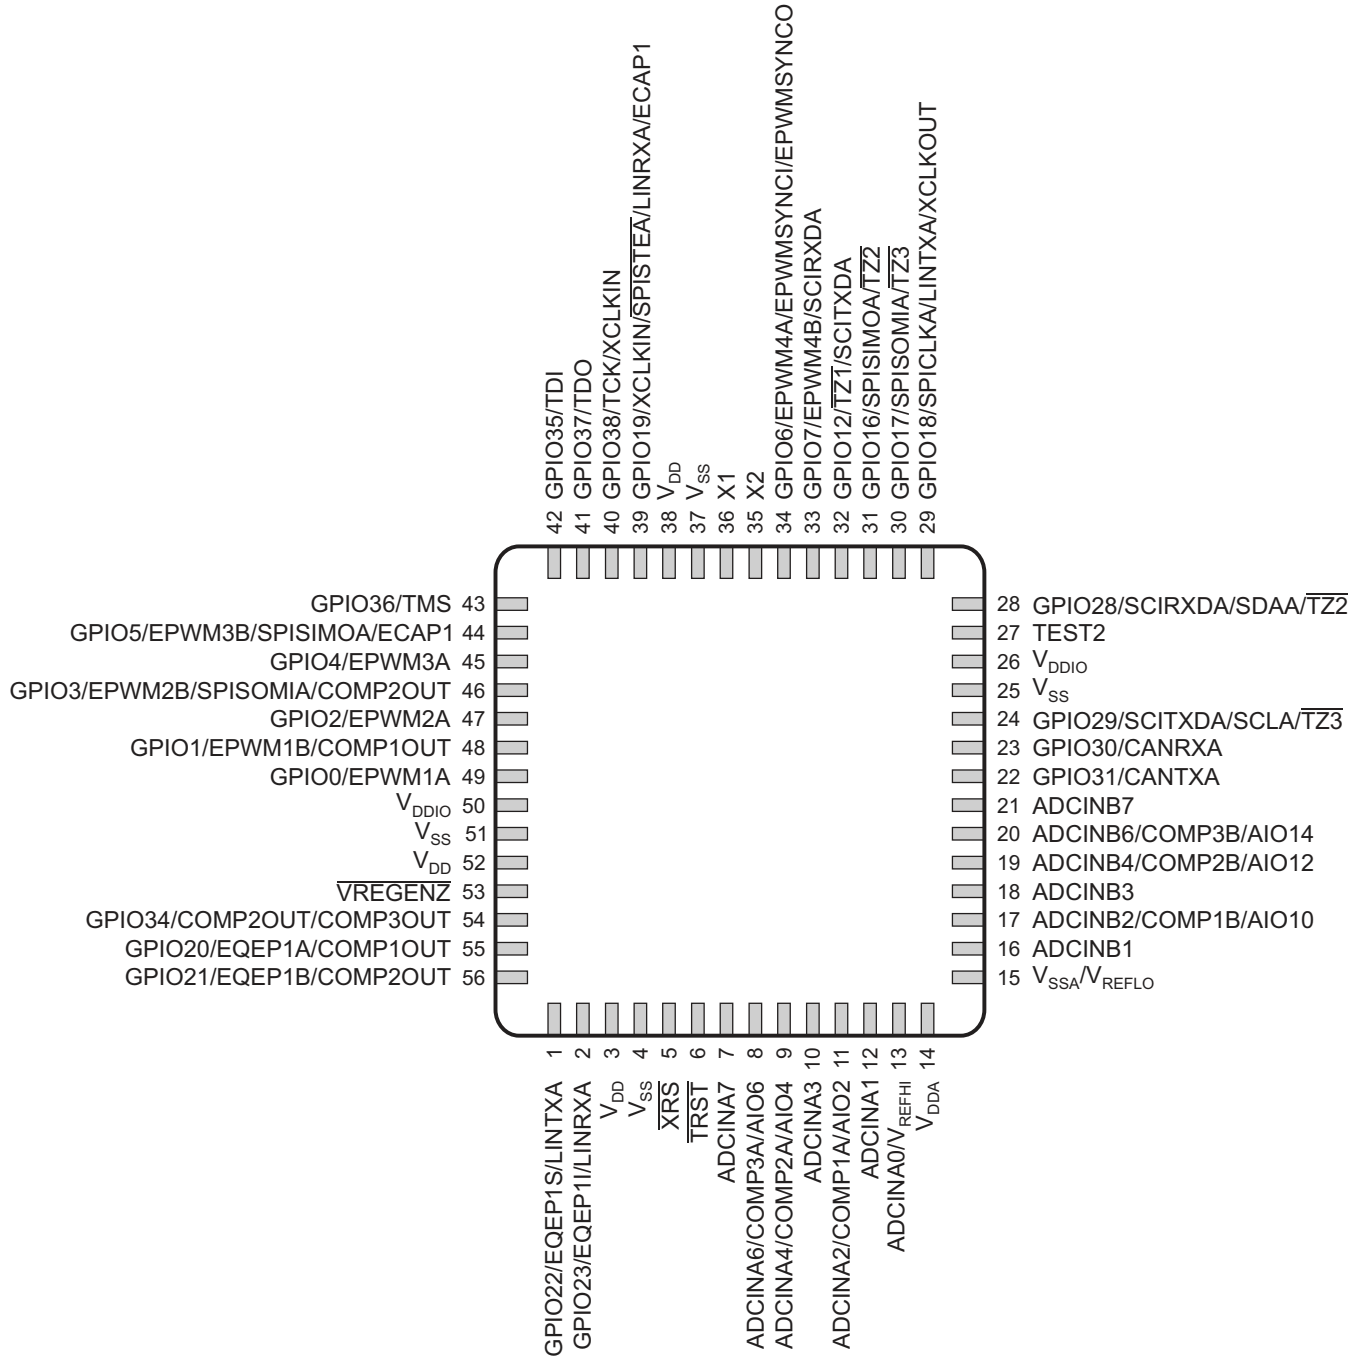 42 GPIO35/TDI
41 GPIO37/TDO
40 GPIO38/TCK/XCLKIN
39 GPIO19/XCLKIN/SPISTEA/LINRXA/ECAP1
38 VDD
37 VSS
36 X1
35 X2
34 GPIO6/EPWM4A/EPWMSYNCI/EPWMSYNCO
33 GPIO7/EPWM4B/SCIRXDA
32 GPIO12/TZ1/SCITXDA
31 GPIO16/SPISIMOA/TZ2
30 GPIO17/SPISOMIA/TZ3
29 GPIO18/SPICLKA/LINTXA/XCLKOUT
GPIO36/TMS 43
GPIO5/EPWM3B/SPISIMOA/ECAP1 44
GPIO4/EPWM3A 45
GPIO3/EPWM2B/SPISOMIA/COMP2OUT 46
GPIO2/EPWM2A 47
GPIO1/EPWM1B/COMP1OUT 48
GPIO0/EPWM1A 49
VDDIO 50
VSS 51
VDD 52
VREGENZ 53
GPIO34/COMP2OUT/COMP3OUT 54
GPIO20/EQEP1A/COMP1OUT 55
GPIO21/EQEP1B/COMP2OUT 56
28 GPIO28/SCIRXDA/SDAA/TZ2
27 TEST2
26 VDDIO
25 VSS
24 GPIO29/SCITXDA/SCLA/TZ3
23 GPIO30/CANRXA
22 GPIO31/CANTXA
21 ADCINB7
20 ADCINB6/COMP3B/AIO14
19 ADCINB4/COMP2B/AIO12
18 ADCINB3
17 ADCINB2/COMP1B/AIO10
16 ADCINB1
15 VSSA/VREFLO
GPIO22/EQEP1S/LINTXA 1
GPIO23/EQEP1I/LINRXA 2
VDD 3
VSS 4
XRS 5
TRST 6
ADCINA7 7
ADCINA6/COMP3A/AIO6 8
ADCINA4/COMP2A/AIO4 9
ADCINA3 10
ADCINA2/COMP1A/AIO2 11
ADCINA1 12
ADCINA0/VREFHI 13
VDDA 14